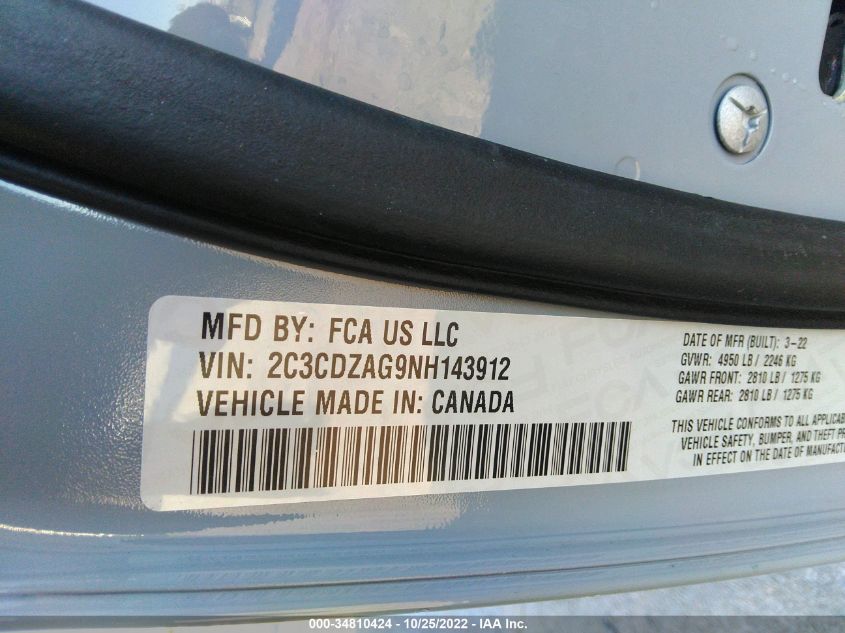 MFD BY: FCA US LLC
VIN: 2C3CDZAG9NH143912
VEHICLE MADE IN: CANADA
DATE OF MFR (BUILT): 3-22
GVWR: 4950 LB / 2246 KG
GAWR FRONT: 2810 LB / 1275 KG
GAWR REAR: 2810 LB / 1275 KG
THIS VEHICLE CONFORMS TO ALL APPLICAB
VEHICLE SAFETY, BUMPER, AND THEFT PR
IN EFFECT ON THE DATE OF MANUFACTU
000-34810424 - 10/25/2022 - IAA Inc.